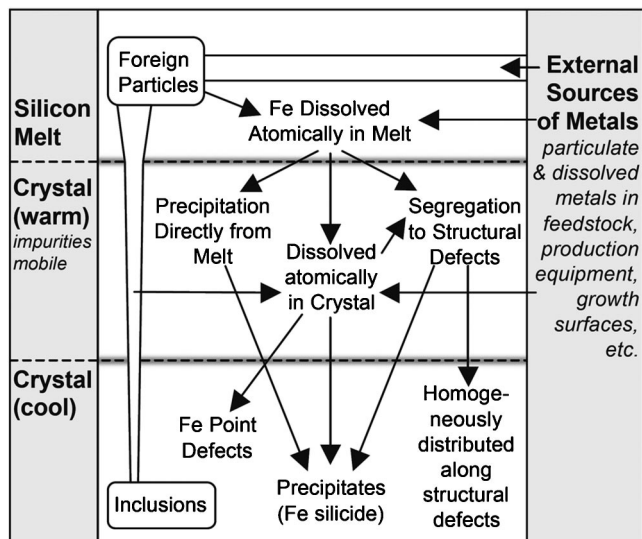 Silicon
Melt
Crystal
(warm)
impurities
mobile
Crystal
(cool)
Foreign
Particles
Fe Dissolved
Atomically in Melt
Precipitation
Directly from
Melt
Dissolved
atomically
in Crystal
Segregation
to Structural
Defects
Fe Point
Defects
Precipitates
(Fe silicide)
Homoge-
neously
distributed
along
structural
defects
Inclusions
External
Sources
of Metals
particulate
& dissolved
metals in
feedstock,
production
equipment,
growth
surfaces,
etc.